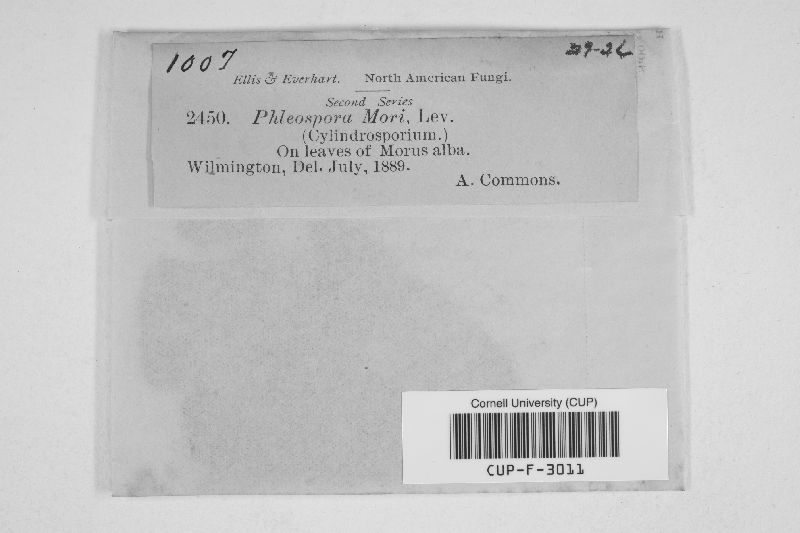 1007
Ellis & Everhart. North American Fungi.
Second Series
2450. Phleospora Mori, Lev.
(Cylindrosporium.)
On leaves of Morus alba.
Wilmington, Del. July, 1889.
A. Commons.
Cornell University (CUP)
CUP-F-3011